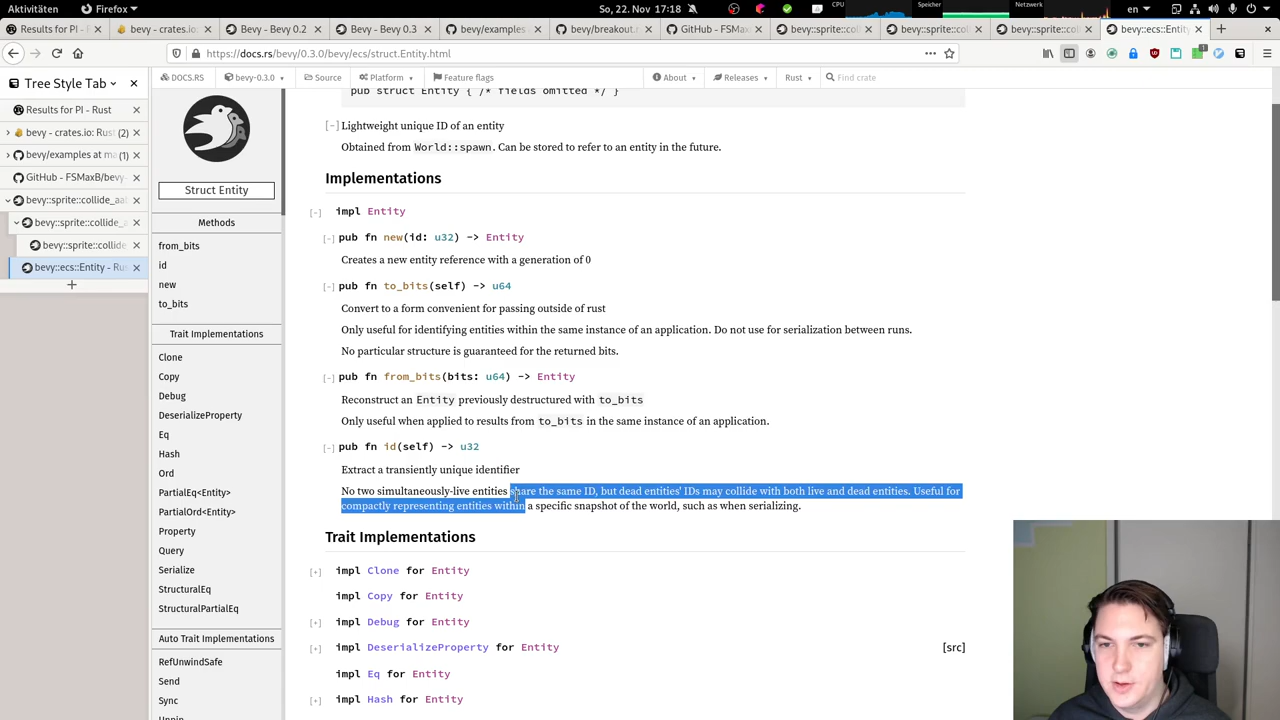 Aktivitäten
Firefox
So, 22. Nov 17:18
CPU
Speicher
Netzwerk
en
Results for PI - F
bevy - crates.io:
Bevy - Bevy 0.2
Bevy - Bevy 0.3
bevy/examples
bevy/breakout.r
GitHub - FSMax
bevy::sprite::coll
bevy::sprite::coll
bevy::sprite::coll
bevy::ecs::Entity
https://docs.rs/bevy/0.3.0/bevy/ecs/struct.Entity.html
Tree Style Tab
DOCS.RS
bevy-0.3.0
Source
Platform
Feature flags
About
Releases
Rust
Find crate
Results for PI - Rust
bevy - crates.io: Rust (2)
bevy/examples at ma (1)
GitHub - FSMaxB/bevy-
bevy::sprite::collide_aa
bevy::sprite::collide_a
bevy::sprite::collide
bevy::ecs::Entity - Rus
Struct Entity
Methods
from_bits
id
new
to_bits
Trait Implementations
Clone
Copy
Debug
DeserializeProperty
Eq
Hash
Ord
PartialEq<Entity>
PartialOrd<Entity>
Property
Query
Serialize
StructuralEq
StructuralPartialEq
Auto Trait Implementations
RefUnwindSafe
Send
Sync
Unpin
pub struct Entity { /* fields omitted */ }
[-] Lightweight unique ID of an entity
Obtained from World::spawn. Can be stored to refer to an entity in the future.
Implementations
[-] impl Entity
[-] pub fn new(id: u32) -> Entity
Creates a new entity reference with a generation of 0
[-] pub fn to_bits(self) -> u64
Convert to a form convenient for passing outside of rust
Only useful for identifying entities within the same instance of an application. Do not use for serialization between runs.
No particular structure is guaranteed for the returned bits.
[-] pub fn from_bits(bits: u64) -> Entity
Reconstruct an Entity previously destructured with to_bits
Only useful when applied to results from to_bits in the same instance of an application.
[-] pub fn id(self) -> u32
Extract a transiently unique identifier
No two simultaneously-live entities share the same ID, but dead entities' IDs may collide with both live and dead entities. Useful for
compactly representing entities within a specific snapshot of the world, such as when serializing.
Trait Implementations
[+] impl Clone for Entity
impl Copy for Entity
[+] impl Debug for Entity
[+] impl DeserializeProperty for Entity [src]
impl Eq for Entity
[+] impl Hash for Entity